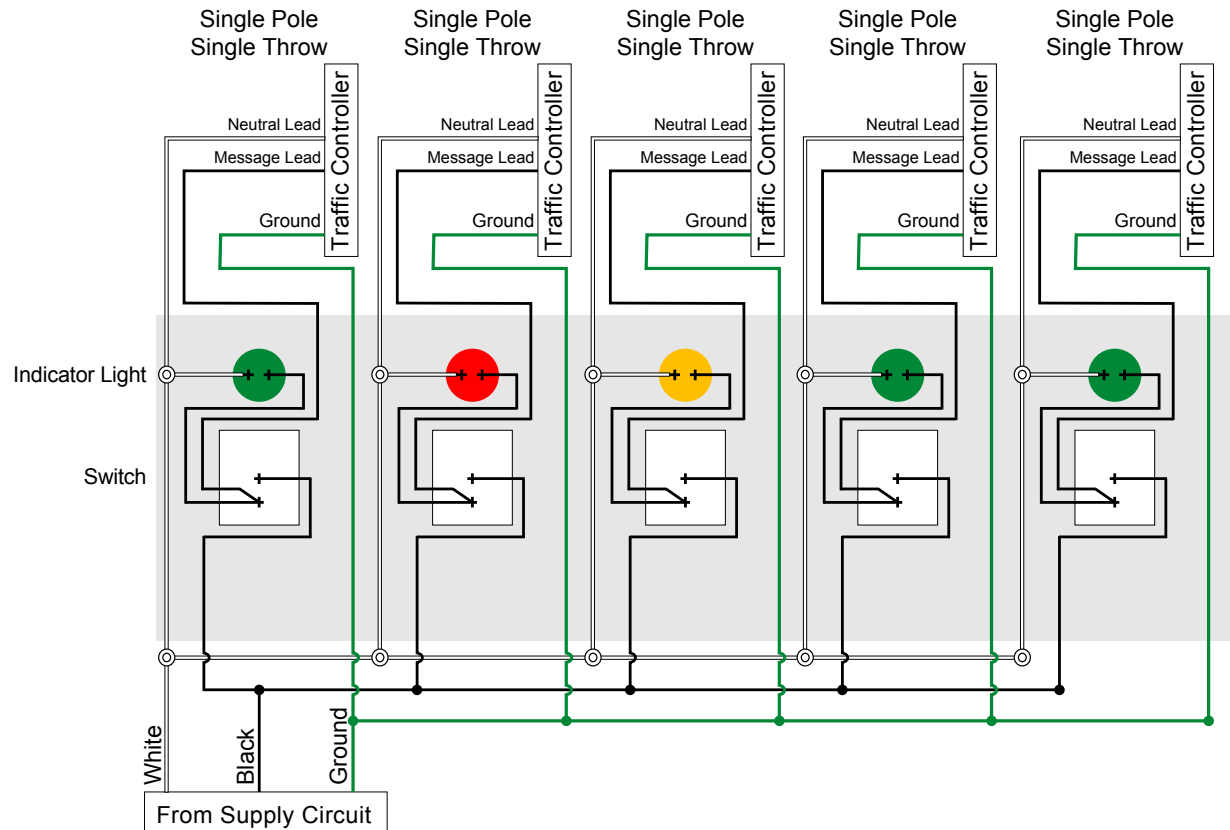 Single Pole
Single Throw
Single Pole
Single Throw
Single Pole
Single Throw
Single Pole
Single Throw
Single Pole
Single Throw
Neutral Lead
Message Lead
Ground
Traffic Controller
Neutral Lead
Message Lead
Ground
Traffic Controller
Neutral Lead
Message Lead
Ground
Traffic Controller
Neutral Lead
Message Lead
Ground
Traffic Controller
Neutral Lead
Message Lead
Ground
Traffic Controller
Indicator Light
Switch
White
Black
Ground
From Supply Circuit